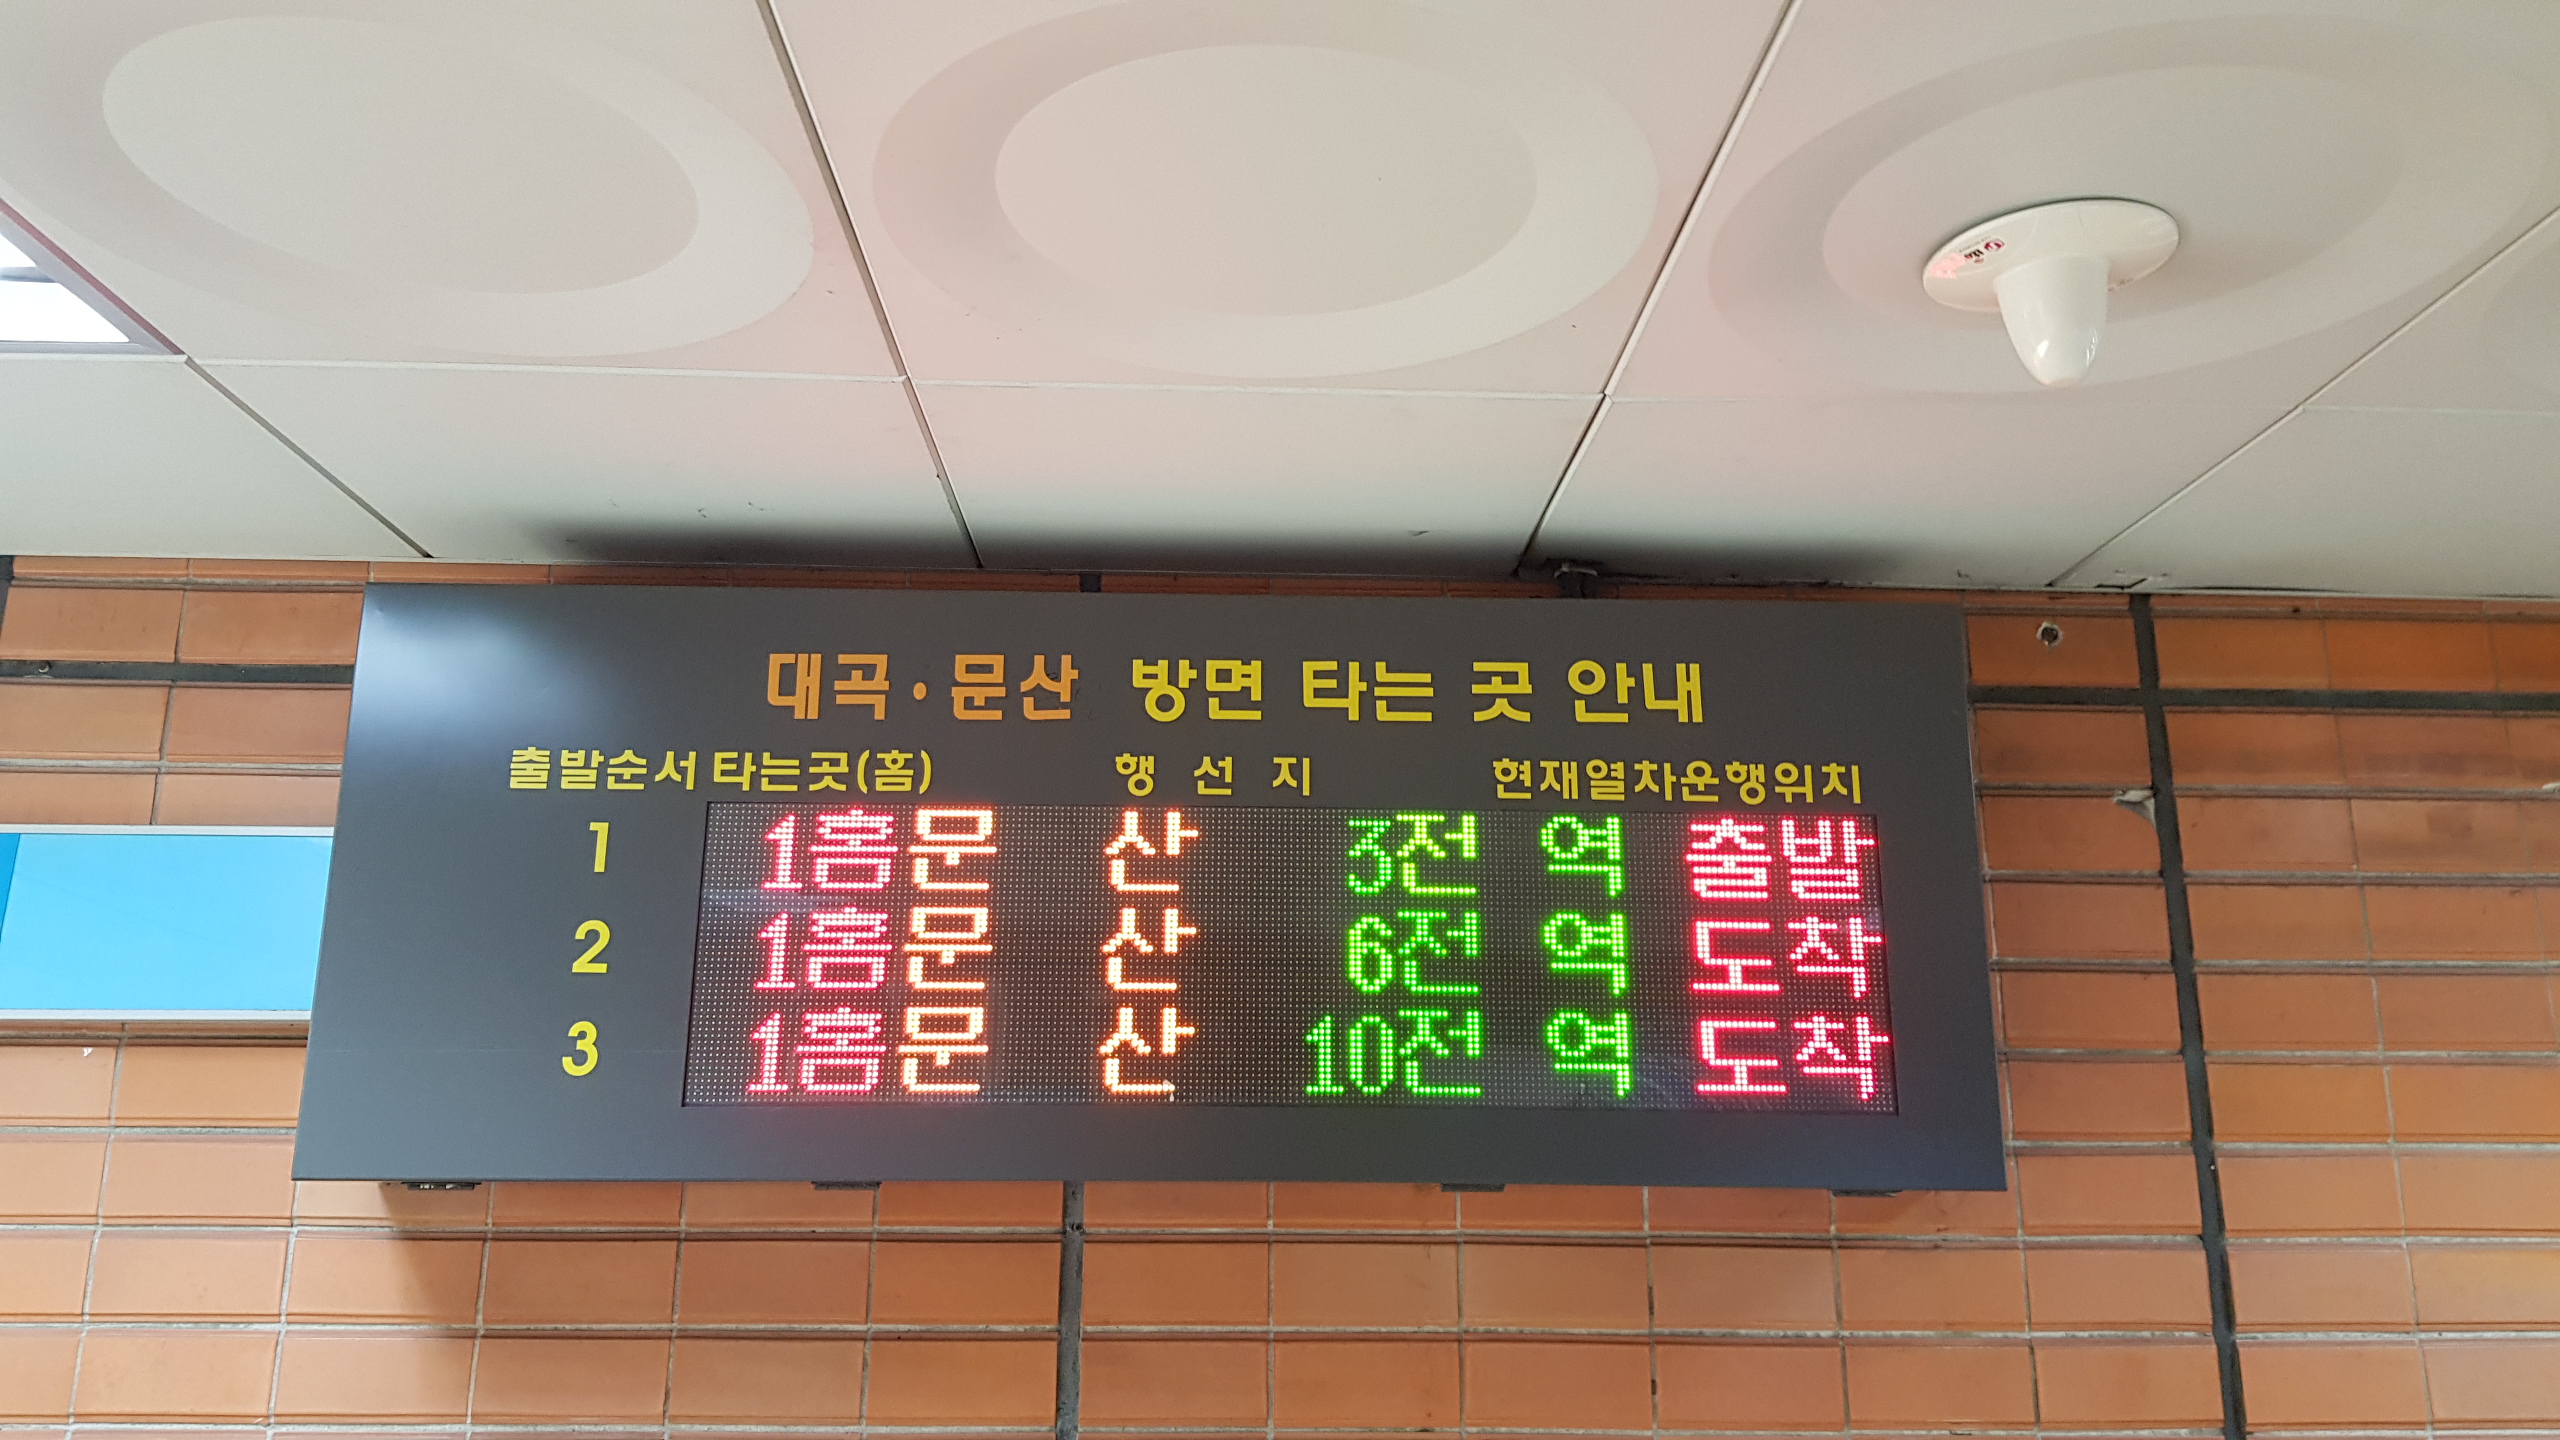 대곡·문산 방면 타는 곳 안내
출발순서 타는곳(홈) 행 선 지 현재열차운행위치
1 1홈 문 산 3전 역 출발
2 1홈 문 산 6전 역 도착
3 1홈 문 산 10전 역 도착